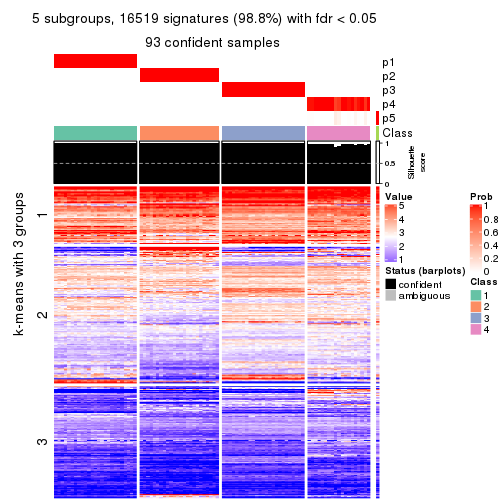 5 subgroups, 16519 signatures (98.8%) with fdr < 0.05
93 confident samples
p1
p2
p3
p4
p5
Class
1
0.5
0
Silhouette
score
k-means with 3 groups
1
2
3
Value
5
4
3
2
1
Status (barplots)
confident
ambiguous
Prob
1
0.8
0.6
0.4
0.2
0
Class
1
2
3
4